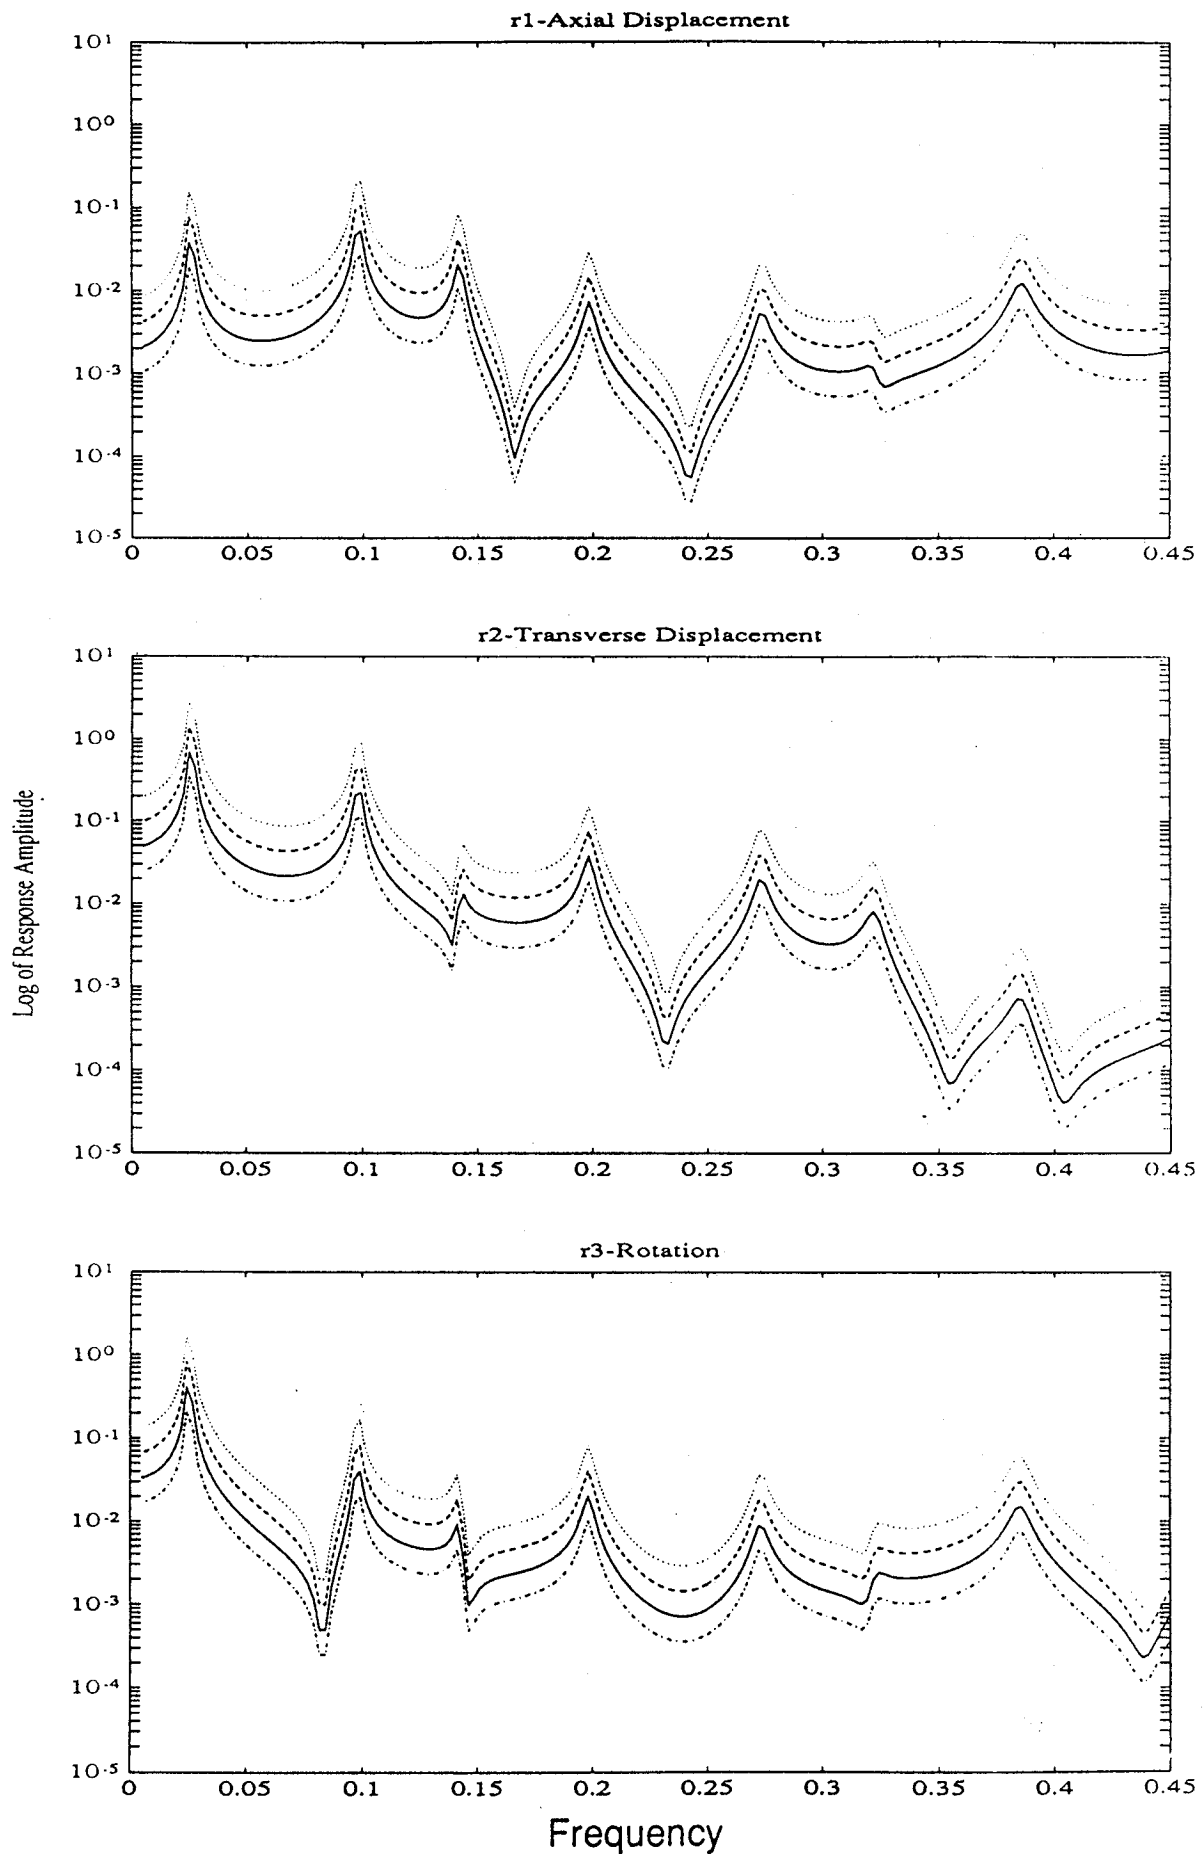 r1-Axial Displacement
10¹
10⁰
10⁻¹
10⁻²
10⁻³
10⁻⁴
10⁻⁵
0 0.05 0.1 0.15 0.2 0.25 0.3 0.35 0.4 0.45
r2-Transverse Displacement
10¹
10⁰
10⁻¹
10⁻²
10⁻³
10⁻⁴
10⁻⁵
0 0.05 0.1 0.15 0.2 0.25 0.3 0.35 0.4 0.45
Log of Response Amplitude
r3-Rotation
10¹
10⁰
10⁻¹
10⁻²
10⁻³
10⁻⁴
10⁻⁵
0 0.05 0.1 0.15 0.2 0.25 0.3 0.35 0.4 0.45
Frequency